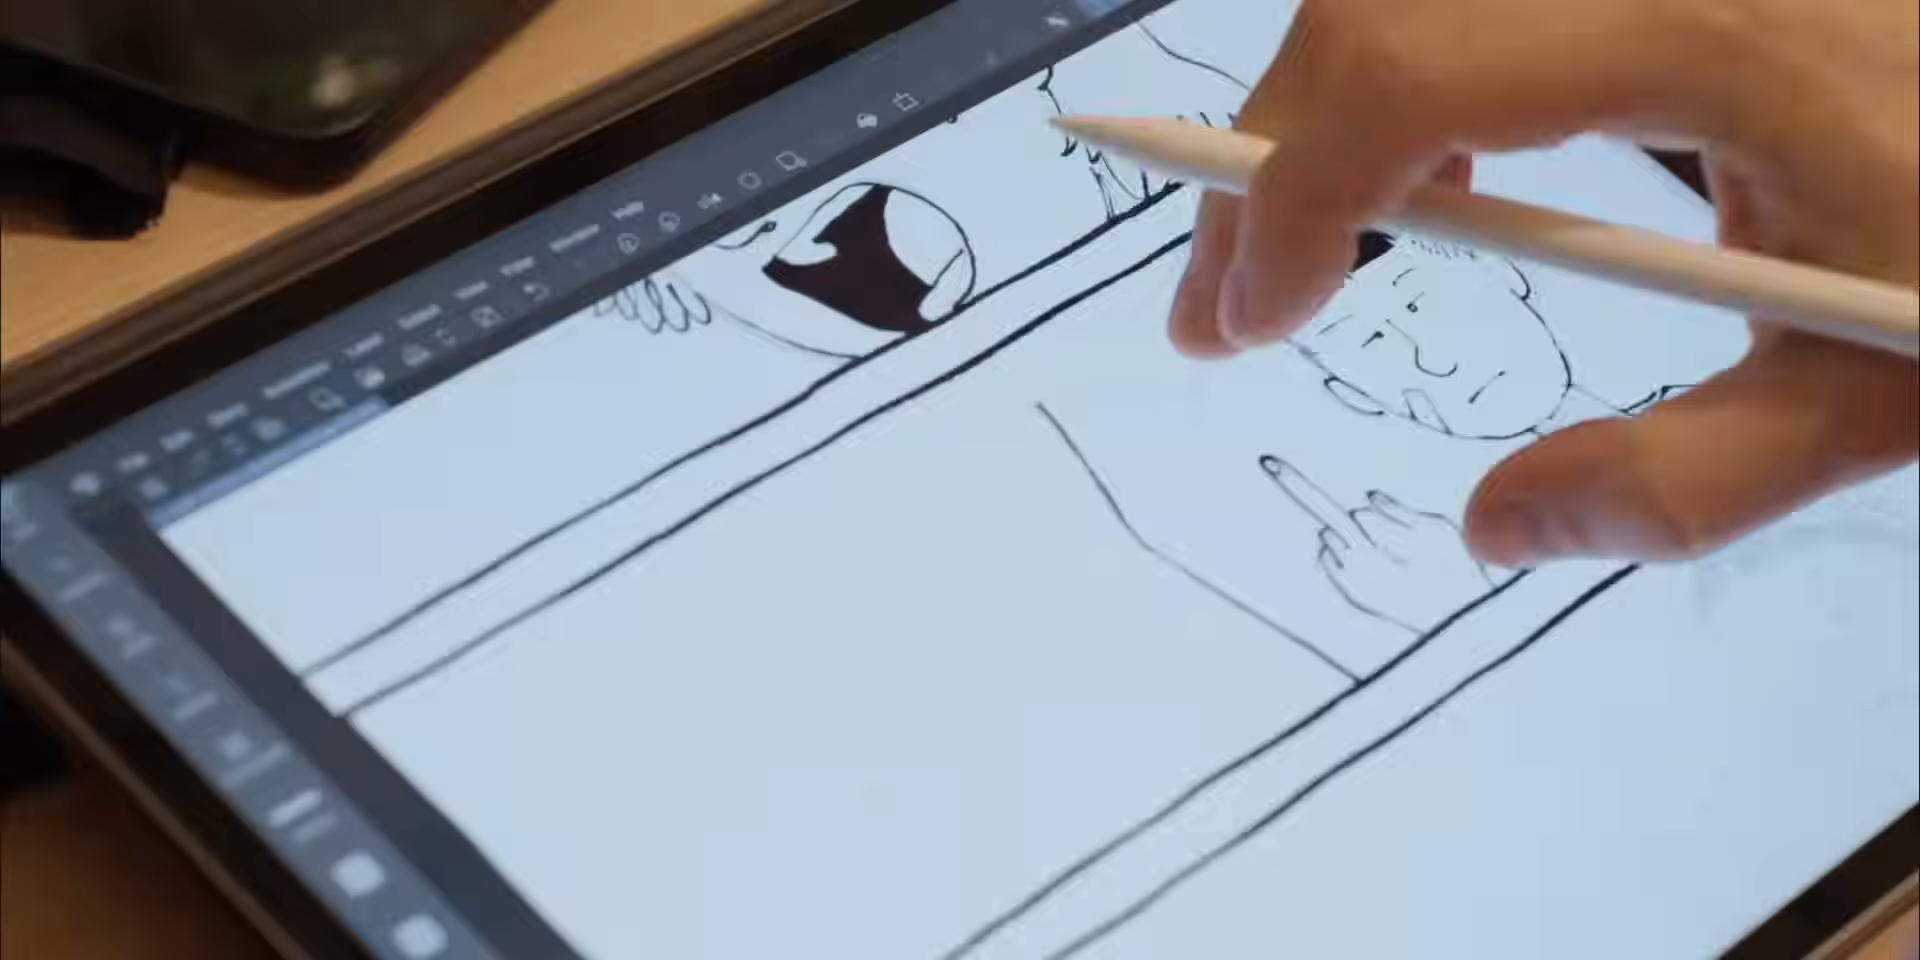 File
Edit
Story
Animation
Layer
Select
View
Filter
Window
Help